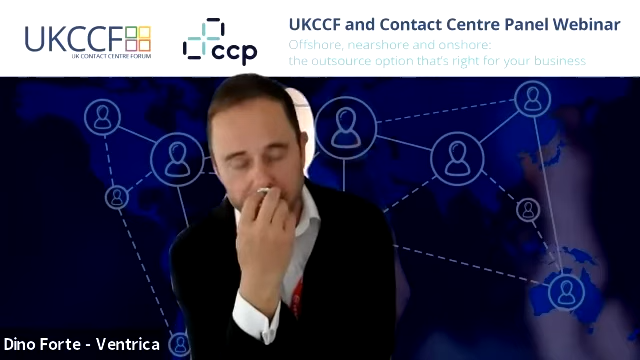 UKCCF
UK CONTACT CENTRE FORUM
ccp
UKCCF and Contact Centre Panel Webinar
Offshore, nearshore and onshore:
the outsource option that's right for your business
Dino Forte - Ventrica